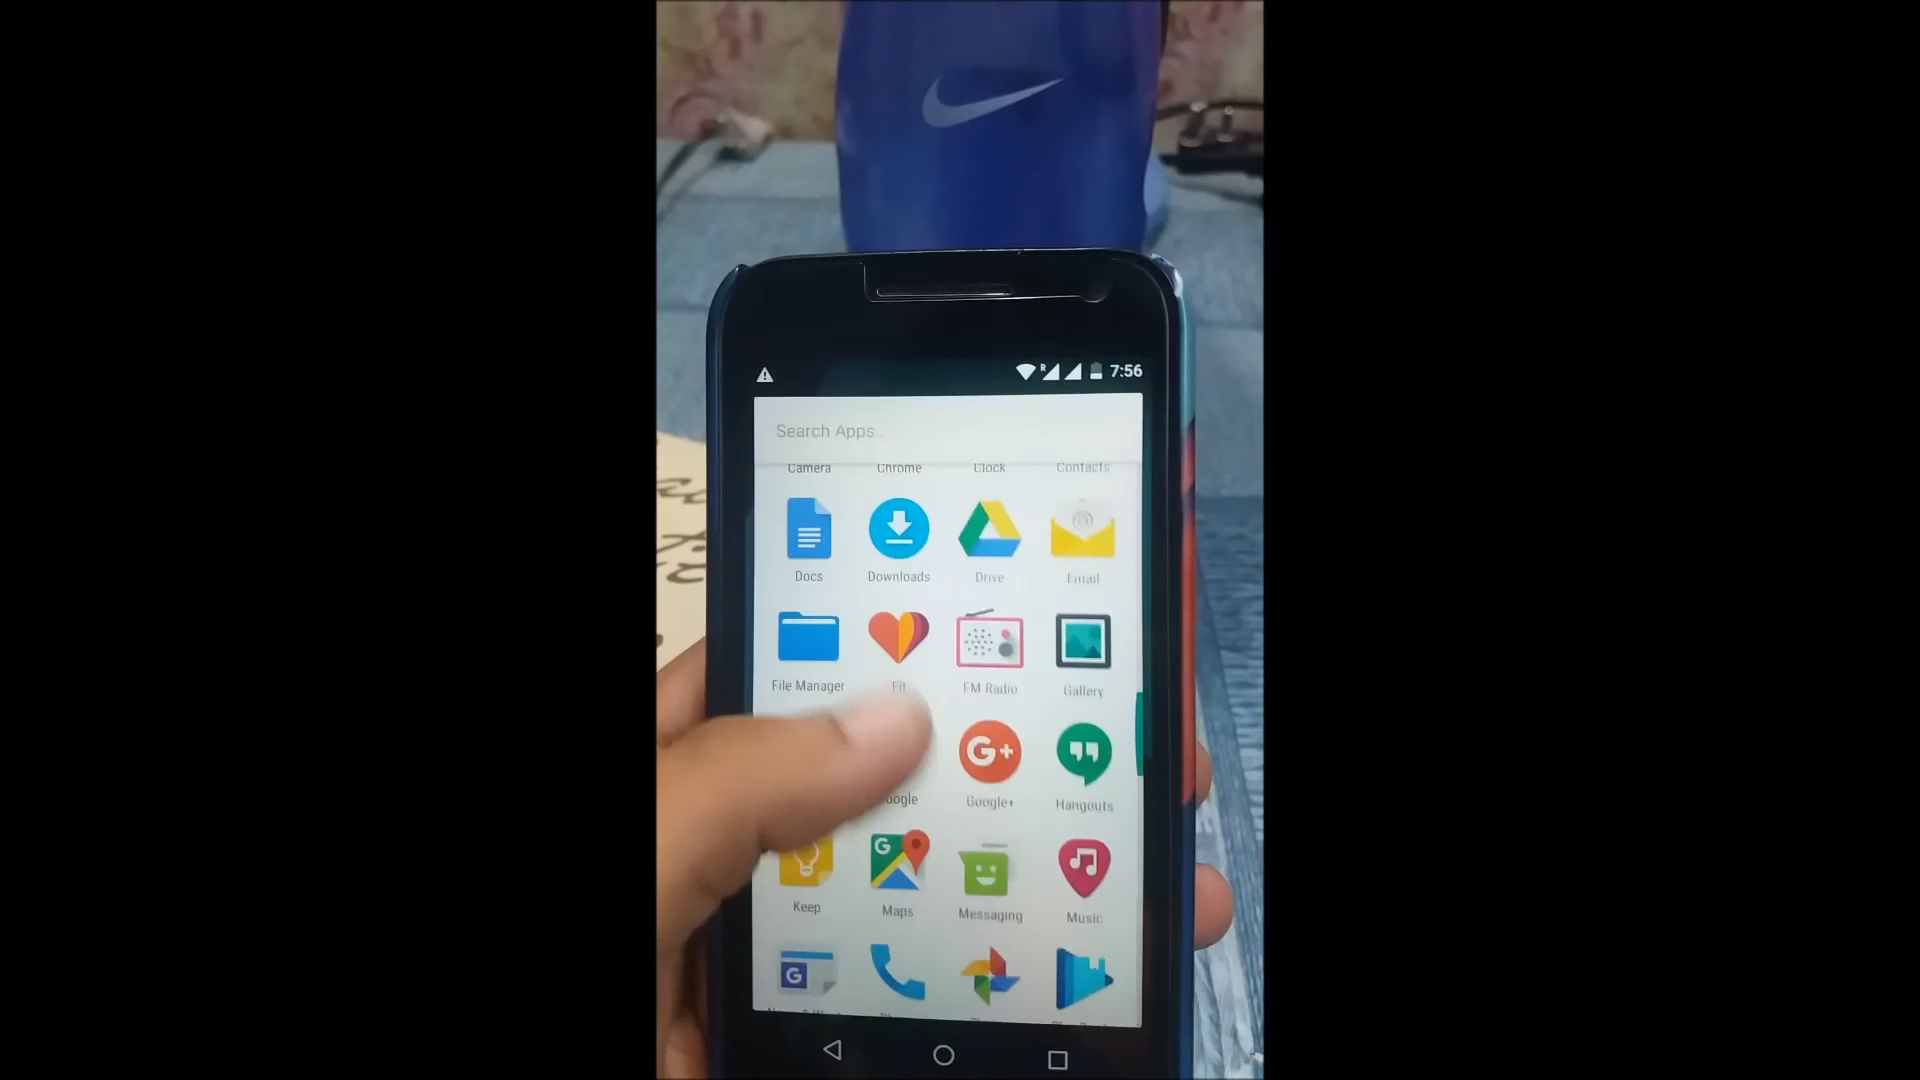 7:56
Search Apps...
Camera Chrome Clock Contacts
Docs Downloads Drive Email
File Manager Fit FM Radio Gallery
G+
oogle Google+ Hangouts
G
Keep Maps Messaging Music
G